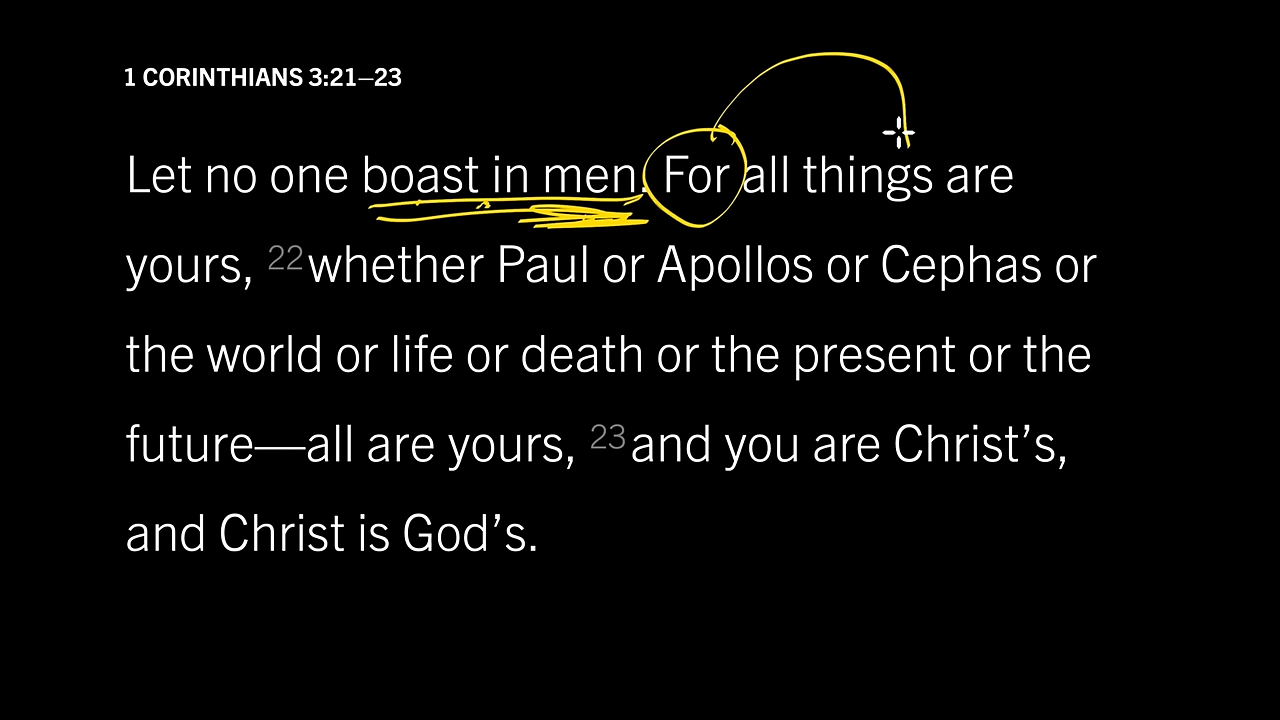 1 CORINTHIANS 3:21–23
Let no one boast in men. For all things are
yours, 22 whether Paul or Apollos or Cephas or
the world or life or death or the present or the
future—all are yours, 23 and you are Christ’s,
and Christ is God’s.